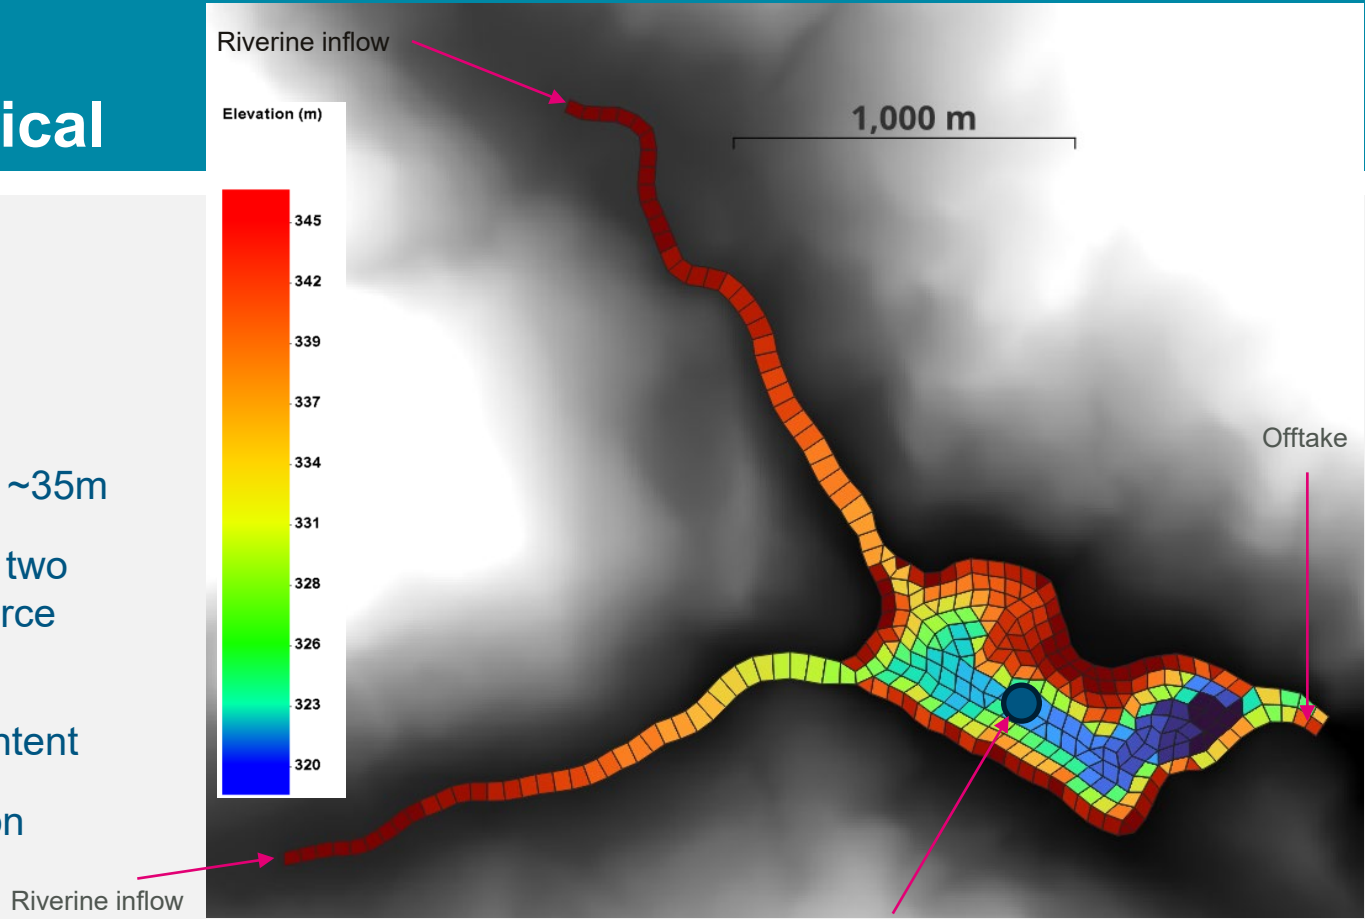 Riverine inflow
ical
Elevation (m)
1,000 m
345
342
339
337
334
331
328
326
323
320
Offtake
~35m
two
rce
ntent
n
Riverine inflow